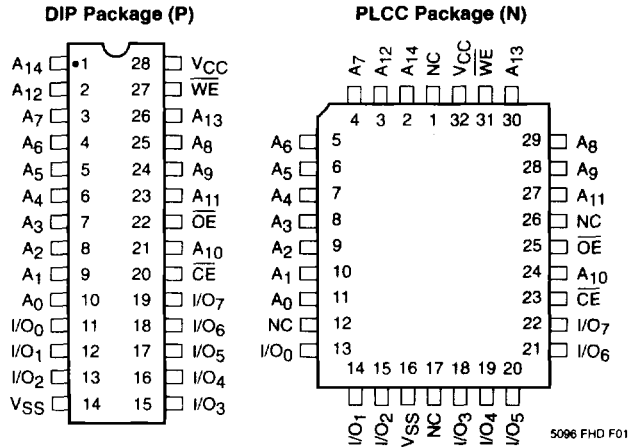 DIP Package (P)
A14 1 28 VCC
A12 2 27 WE
A7 3 26 A13
A6 4 25 A8
A5 5 24 A9
A4 6 23 A11
A3 7 22 OE
A2 8 21 A10
A1 9 20 CE
A0 10 19 I/O7
I/O0 11 18 I/O6
I/O1 12 17 I/O5
I/O2 13 16 I/O4
VSS 14 15 I/O3
PLCC Package (N)
A7 A12 A14 NC VCC WE A13
4 3 2 1 32 31 30
A6 5 29 A8
A5 6 28 A9
A4 7 27 A11
A3 8 26 NC
A2 9 25 OE
A1 10 24 A10
A0 11 23 CE
NC 12 22 I/O7
I/O0 13 21 I/O6
14 15 16 17 18 19 20
I/O1 I/O2 VSS NC I/O3 I/O4 I/O5
5096 FHD F01